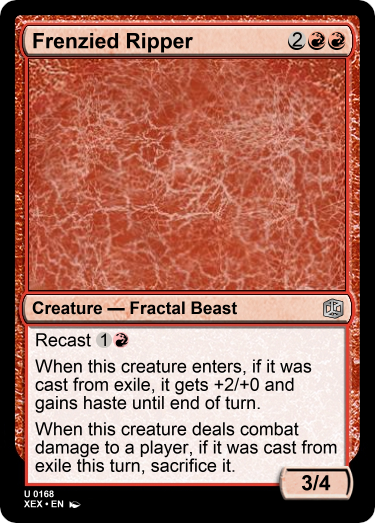 Frenzied Ripper 2
Creature — Fractal Beast
Recast 1
When this creature enters, if it was
cast from exile, it gets +2/+0 and
gains haste until end of turn.
When this creature deals combat
damage to a player, if it was cast from
exile this turn, sacrifice it.
3/4
U 0168
XEX • EN